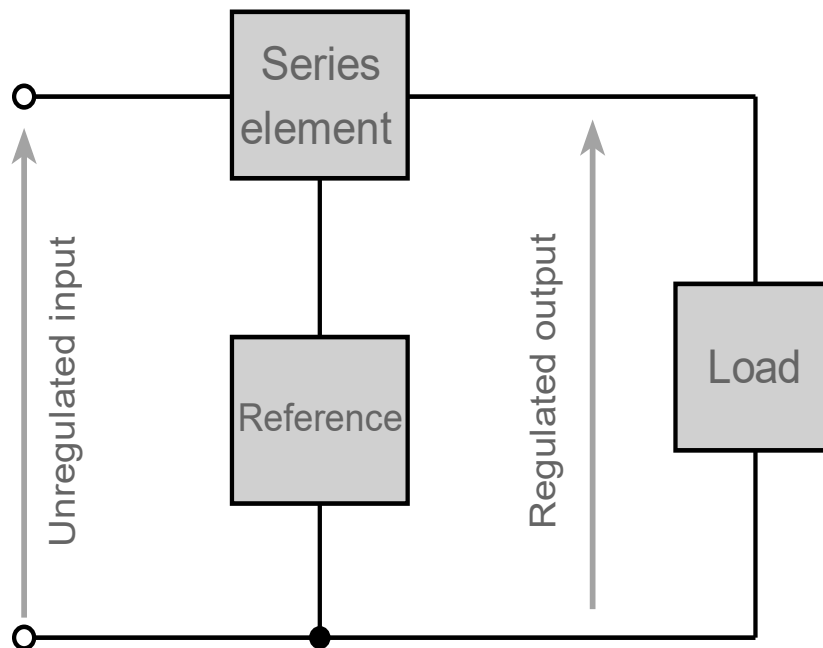 Series
element
Unregulated input
Reference
Regulated output
Load